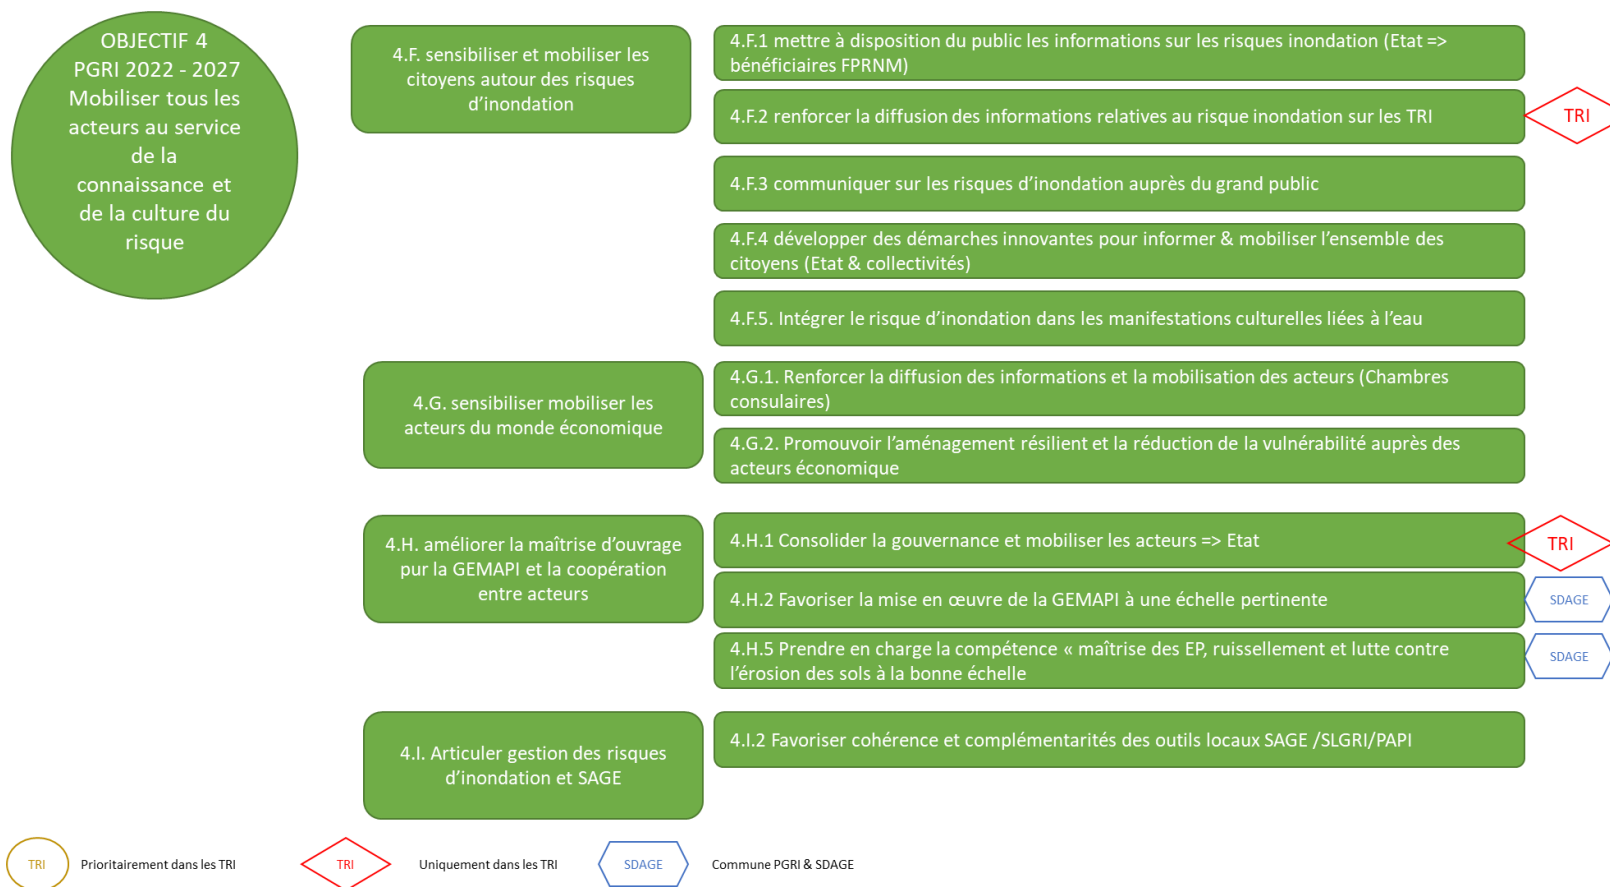 OBJECTIF 4
PGRI 2022 - 2027
Mobiliser tous les
acteurs au service
de la
connaissance et
de la culture du
risque
4.F. sensibiliser et mobiliser les
citoyens autour des risques
d’inondation
4.F.1 mettre à disposition du public les informations sur les risques inondation (Etat =>
bénéficiaires FPRNM)
4.F.2 renforcer la diffusion des informations relatives au risque inondation sur les TRI
TRI
4.F.3 communiquer sur les risques d’inondation auprès du grand public
4.F.4 développer des démarches innovantes pour informer & mobiliser l’ensemble des
citoyens (Etat & collectivités)
4.F.5. Intégrer le risque d’inondation dans les manifestations culturelles liées à l’eau
4.G. sensibiliser mobiliser les
acteurs du monde économique
4.G.1. Renforcer la diffusion des informations et la mobilisation des acteurs (Chambres
consulaires)
4.G.2. Promouvoir l’aménagement résilient et la réduction de la vulnérabilité auprès des
acteurs économique
4.H. améliorer la maîtrise d’ouvrage
pur la GEMAPI et la coopération
entre acteurs
4.H.1 Consolider la gouvernance et mobiliser les acteurs => Etat
TRI
4.H.2 Favoriser la mise en œuvre de la GEMAPI à une échelle pertinente
SDAGE
4.H.5 Prendre en charge la compétence « maîtrise des EP, ruissellement et lutte contre
l’érosion des sols à la bonne échelle
SDAGE
4.I. Articuler gestion des risques
d’inondation et SAGE
4.I.2 Favoriser cohérence et complémentarités des outils locaux SAGE /SLGRI/PAPI
TRI Prioritairement dans les TRI
TRI Uniquement dans les TRI
SDAGE Commune PGRI & SDAGE